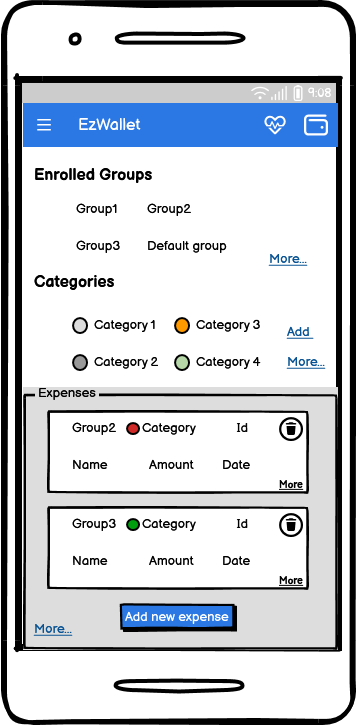 9:08
EzWallet
Enrolled Groups
Group1 Group2
Group3 Default group
More...
Categories
Category 1 Category 3 Add
Category 2 Category 4 More...
Expenses
Group2 Category Id
Name Amount Date
More
Group3 Category Id
Name Amount Date
More
Add new expense
More...